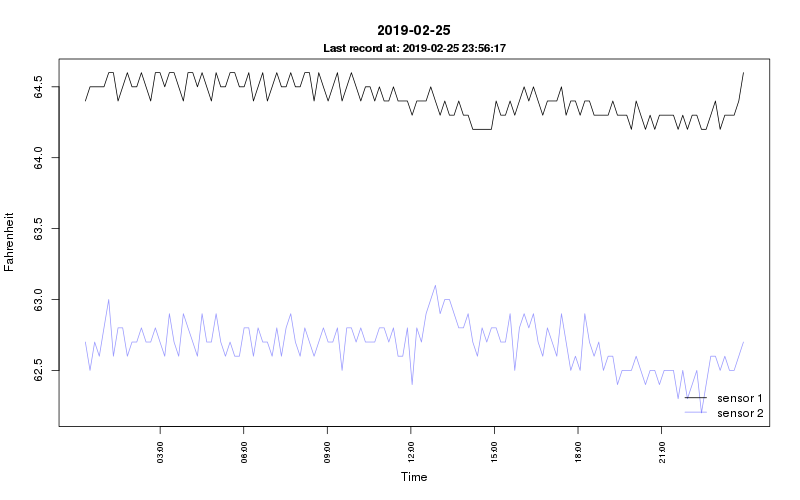 2019-02-25
Last record at: 2019-02-25 23:56:17
Fahrenheit
64.5
64.0
63.5
63.0
62.5
sensor 1
sensor 2
03:00 06:00 09:00 12:00 15:00 18:00 21:00
Time